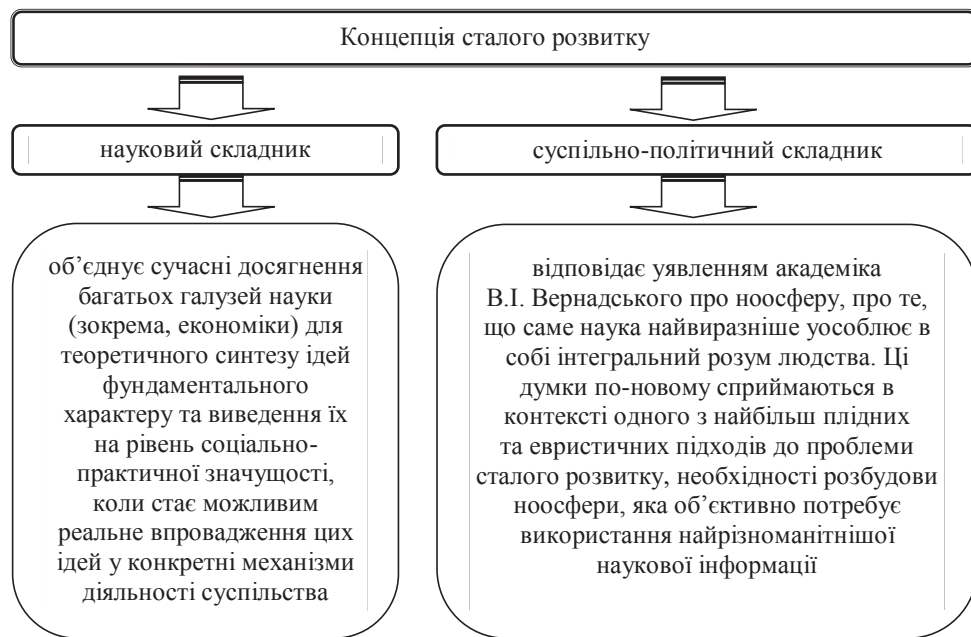 Концепція сталого розвитку
науковий складник
суспільно-політичний складник
об’єднує сучасні досягнення
багатьох галузей науки
(зокрема, економіки) для
теоретичного синтезу ідей
фундаментального
характеру та виведення їх
на рівень соціально-
практичної значущості,
коли стає можливим
реальне впровадження цих
ідей у конкретні механізми
діяльності суспільства
відповідає уявленням академіка
В.І. Вернадського про ноосферу, про те,
що саме наука найвиразніше уособлює в
собі інтегральний розум людства. Ці
думки по-новому сприймаються в
контексті одного з найбільш плідних
та евристичних підходів до проблеми
сталого розвитку, необхідності розбудови
ноосфери, яка об’єктивно потребує
використання найрізноманітнішої
наукової інформації